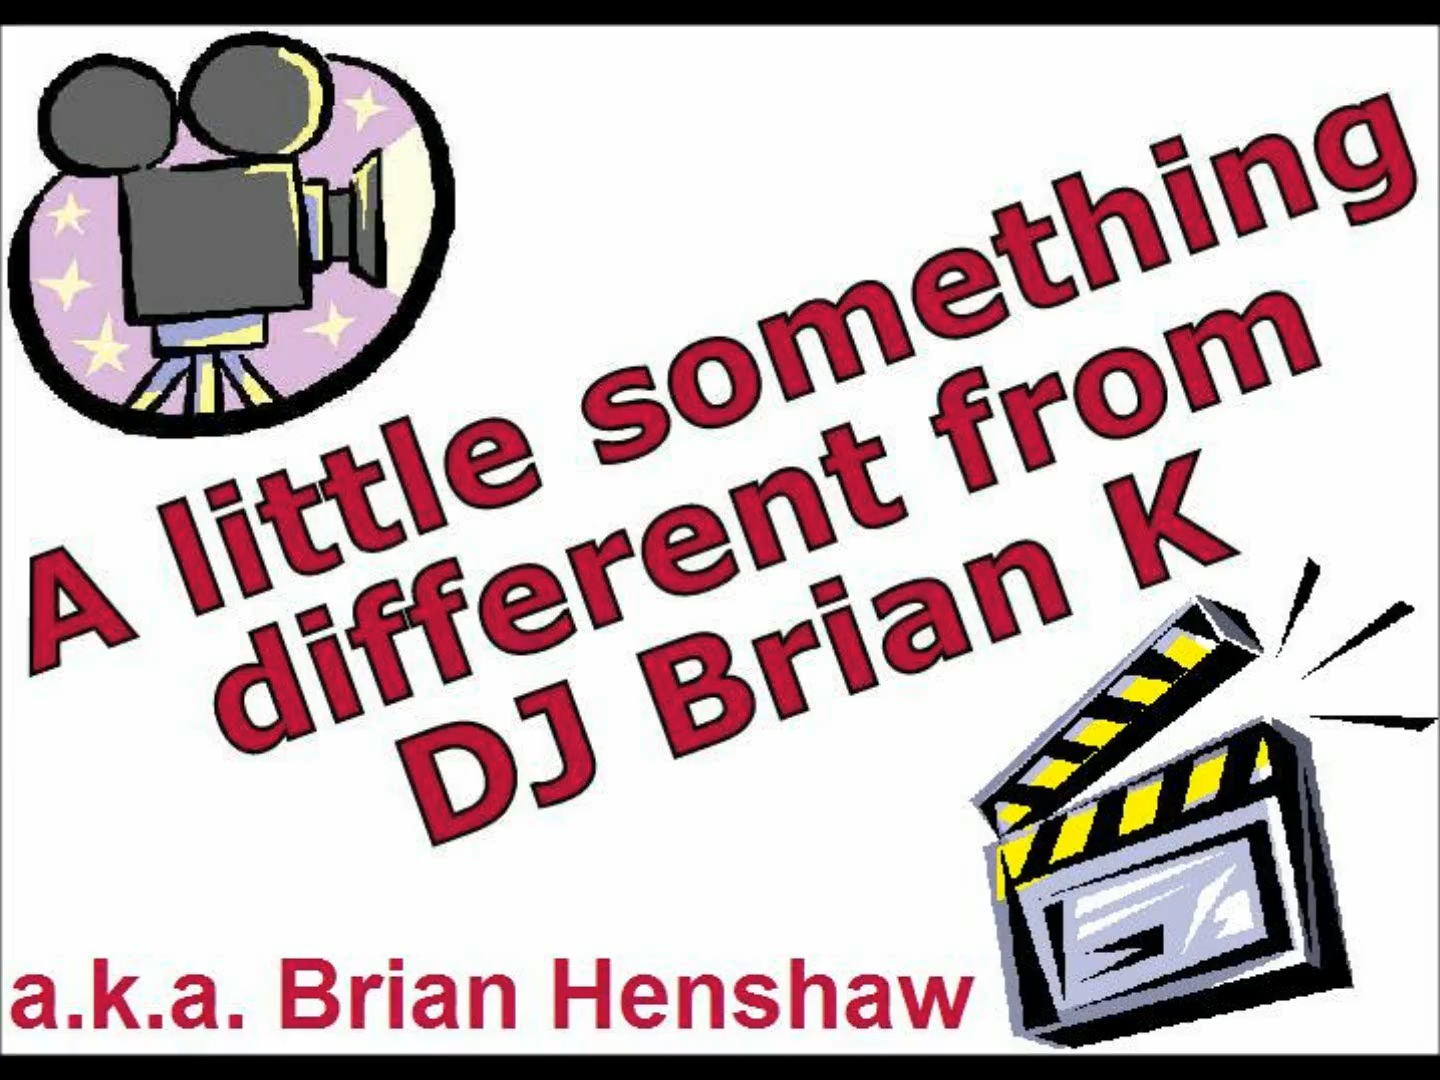 A little something
different from
DJ Brian K
a.k.a. Brian Henshaw